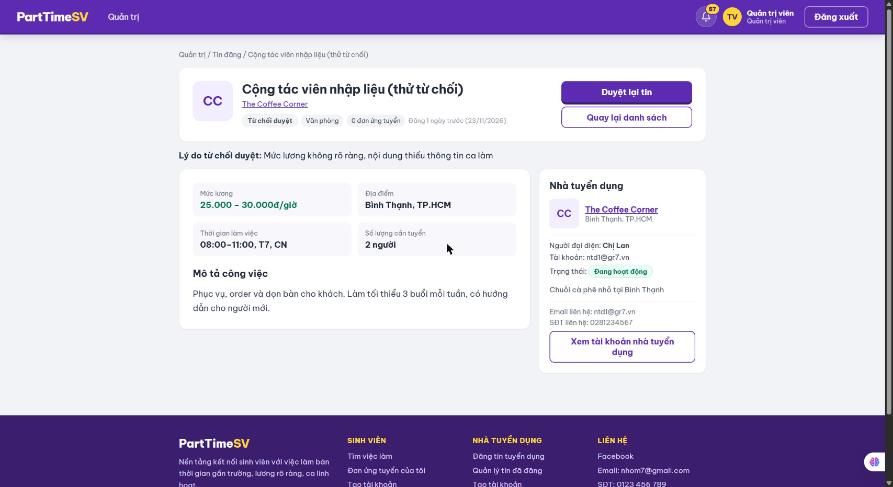 PartTimeSV
Quản trị
57
TV
Quản trị viên
Quản trị viên
Đăng xuất
Quản trị / Tin đăng / Cộng tác viên nhập liệu (thử từ chối)
CC
Cộng tác viên nhập liệu (thử từ chối)
The Coffee Corner
Từ chối duyệt
Văn phòng
0 đơn ứng tuyển
Đăng 1 ngày trước (23/11/2026)
Duyệt lại tin
Quay lại danh sách
Lý do từ chối duyệt: Mức lương không rõ ràng, nội dung thiếu thông tin ca làm
Mức lương
25.000 – 30.000đ/giờ
Địa điểm
Bình Thạnh, TP.HCM
Thời gian làm việc
08:00–11:00, T7, CN
Số lượng cần tuyển
2 người
Mô tả công việc
Phục vụ, order và dọn bàn cho khách. Làm tối thiểu 3 buổi mỗi tuần, có hướng
dẫn cho người mới.
Nhà tuyển dụng
CC
The Coffee Corner
Bình Thạnh, TP.HCM
Người đại diện: Chị Lan
Tài khoản: ntd1@gr7.vn
Trạng thái: Đang hoạt động
Chuỗi cà phê nhỏ tại Bình Thạnh
Email liên hệ: ntd1@gr7.vn
SĐT liên hệ: 0281234567
Xem tài khoản nhà tuyển
dụng
PartTimeSV
Nền tảng kết nối sinh viên với việc làm bán
thời gian gần trường, lương rõ ràng, ca linh
hoạt.
SINH VIÊN
Tìm việc làm
Đơn ứng tuyển của tôi
Tạo tài khoản
NHÀ TUYỂN DỤNG
Đăng tin tuyển dụng
Quản lý tin đã đăng
Tạo tài khoản
LIÊN HỆ
Facebook
Email: nhom7@gmail.com
SĐT: 0123 456 789